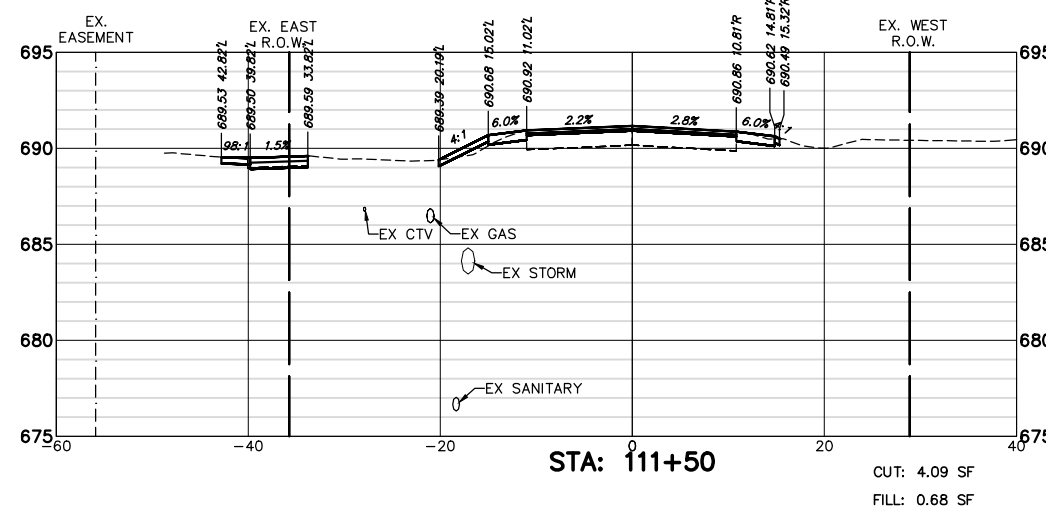 EX.
EASEMENT
EX. EAST
R.O.W.
EX. WEST
R.O.W.
689.53 42.82'L
689.50 39.82'L
689.59 33.82'L
689.39 20.19'L
690.68 15.02'L
690.92 11.02'L
690.86 10.81'R
690.62 14.81'R
690.49 15.32'R
695
695
98:1
1.5%
4:1
6.0%
2.2%
2.8%
6.0%
690
690
EX CTV
EX GAS
685
685
EX STORM
680
680
EX SANITARY
675
675
-60
-40
-20
0
20
40
STA: 111+50
CUT: 4.09 SF
FILL: 0.68 SF